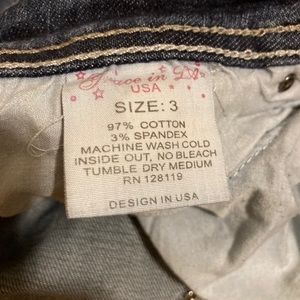 Grace in LA
USA
SIZE: 3
97% COTTON
3% SPANDEX
MACHINE WASH COLD
INSIDE OUT, NO BLEACH
TUMBLE DRY MEDIUM
RN 128119
DESIGN IN USA